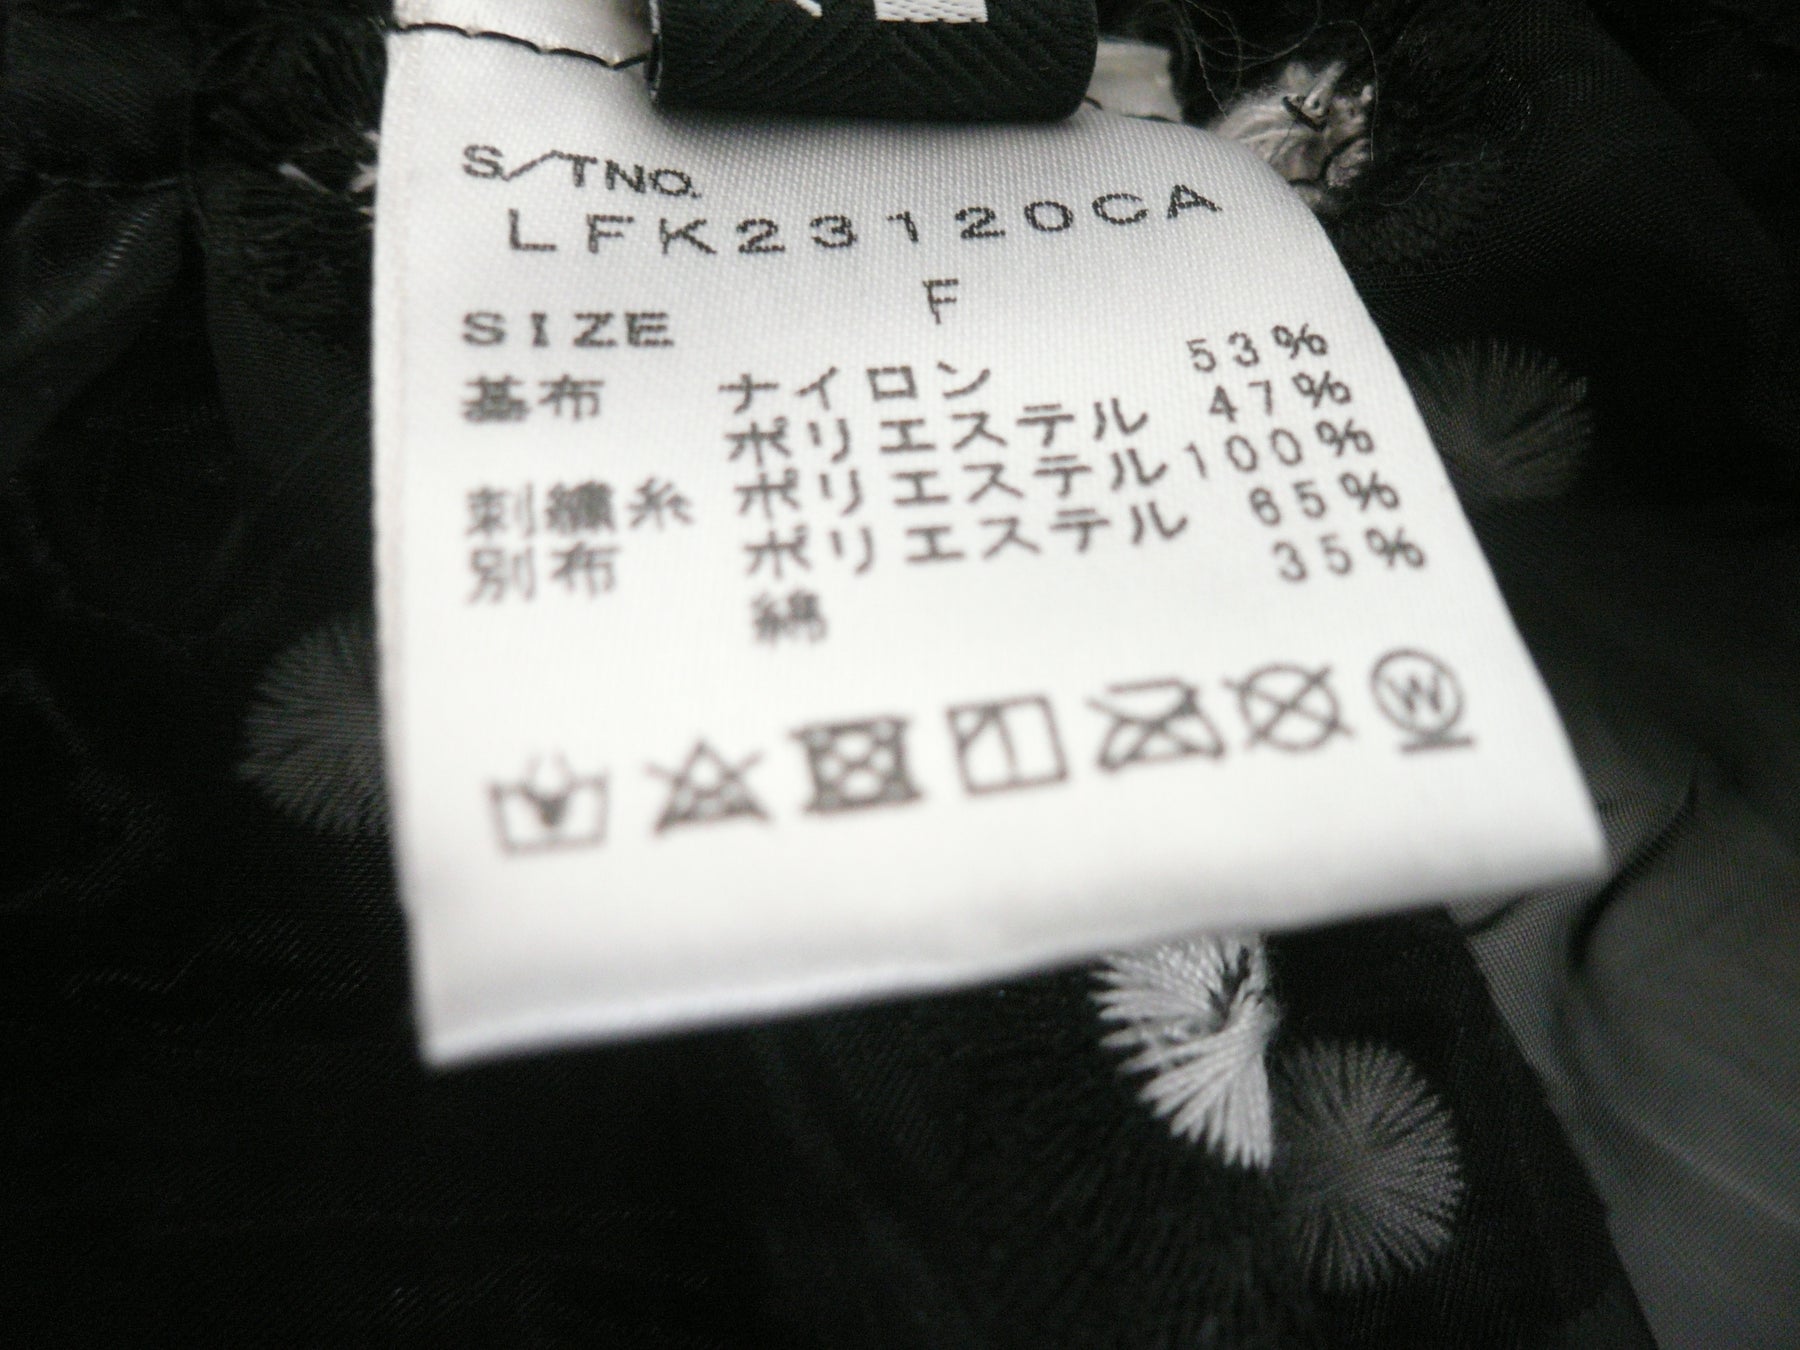 S/TNO.
LFK23120CA
SIZE F
基布 ナイロン 53%
ポリエステル 47%
刺繍糸 ポリエステル 100%
別布 ポリエステル 65%
綿 35%
W